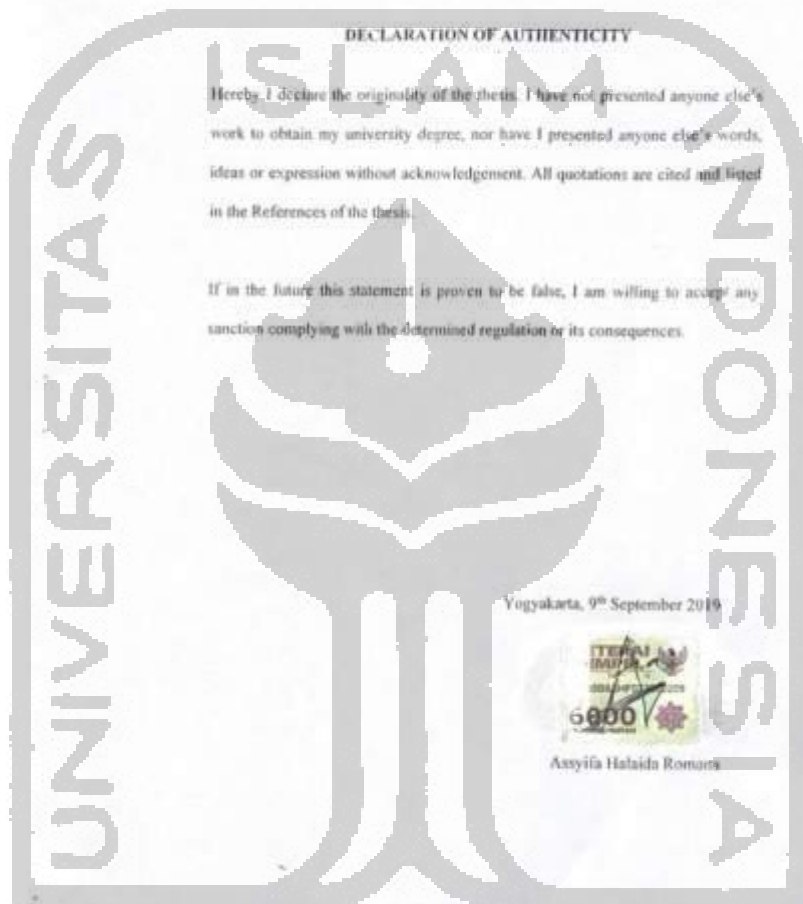 DECLARATION OF AUTHENTICITY
Hereby I declare the originality of the thesis. I have not presented anyone else's
work to obtain my university degree, nor have I presented anyone else's words,
ideas or expression without acknowledgement. All quotations are cited and listed
in the References of the thesis.
If in the future this statement is proven to be false, I am willing to accept any
sanction complying with the determined regulation or its consequences.
Yogyakarta, 9th September 2019
TERAI
MPEL
6000
Assyifa Halaida
UNIVERSITAS
ISLAM
INDONESIA